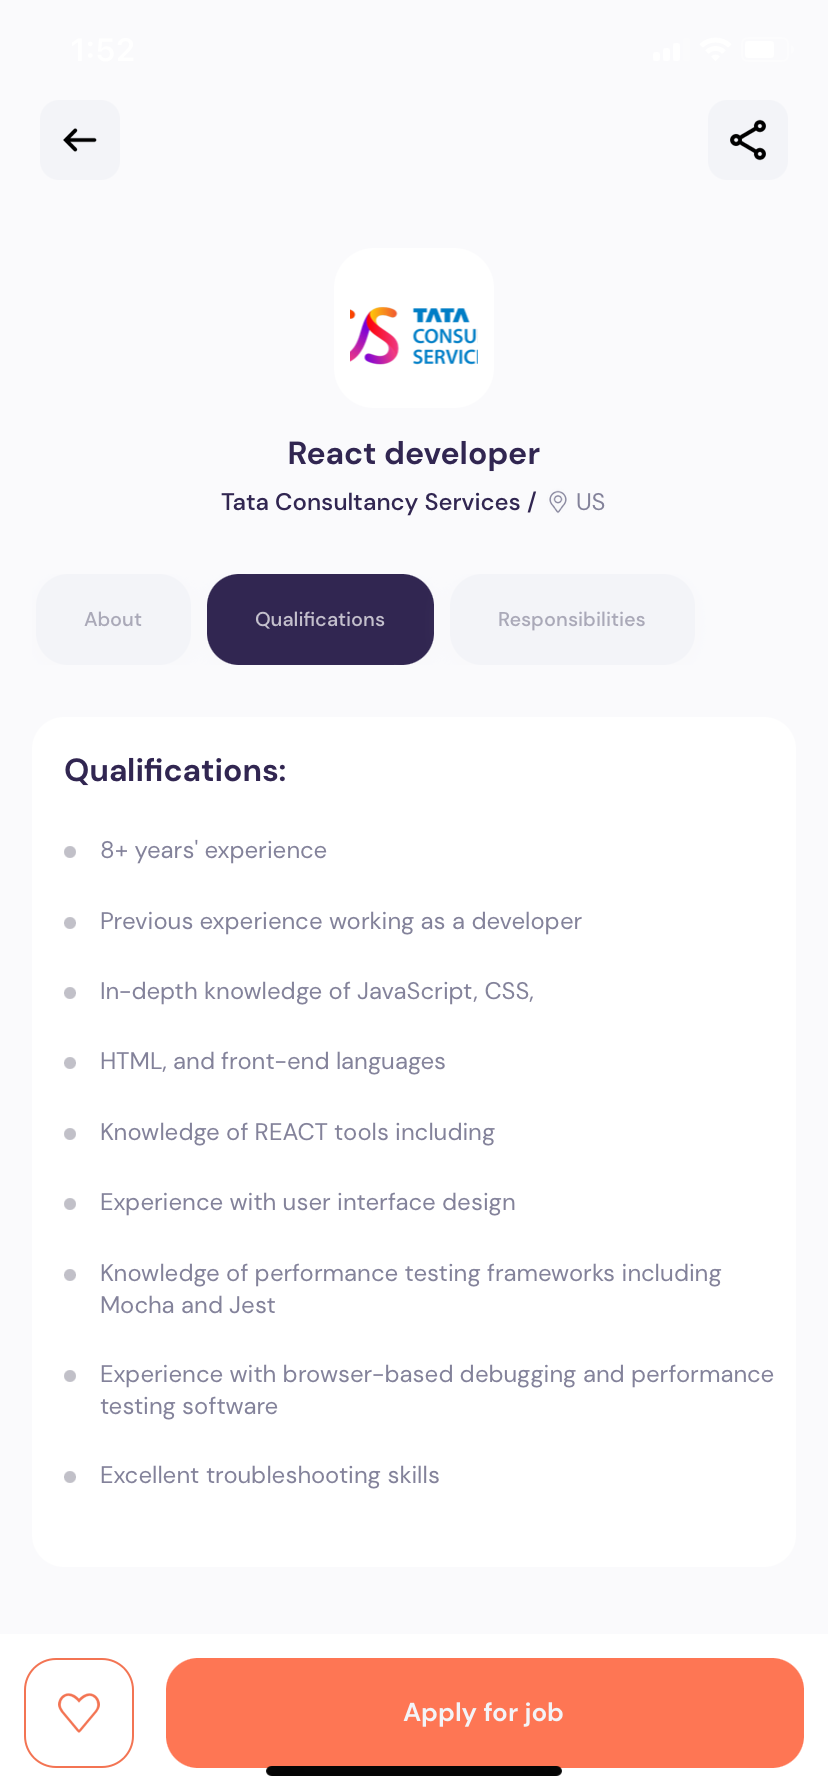 1:52
TATA
CONSU
SERVIC
React developer
Tata Consultancy Services / US
About
Qualifications
Responsibilities
Qualifications:
8+ years' experience
Previous experience working as a developer
In-depth knowledge of JavaScript, CSS,
HTML, and front-end languages
Knowledge of REACT tools including
Experience with user interface design
Knowledge of performance testing frameworks including
Mocha and Jest
Experience with browser-based debugging and performance
testing software
Excellent troubleshooting skills
Apply for job